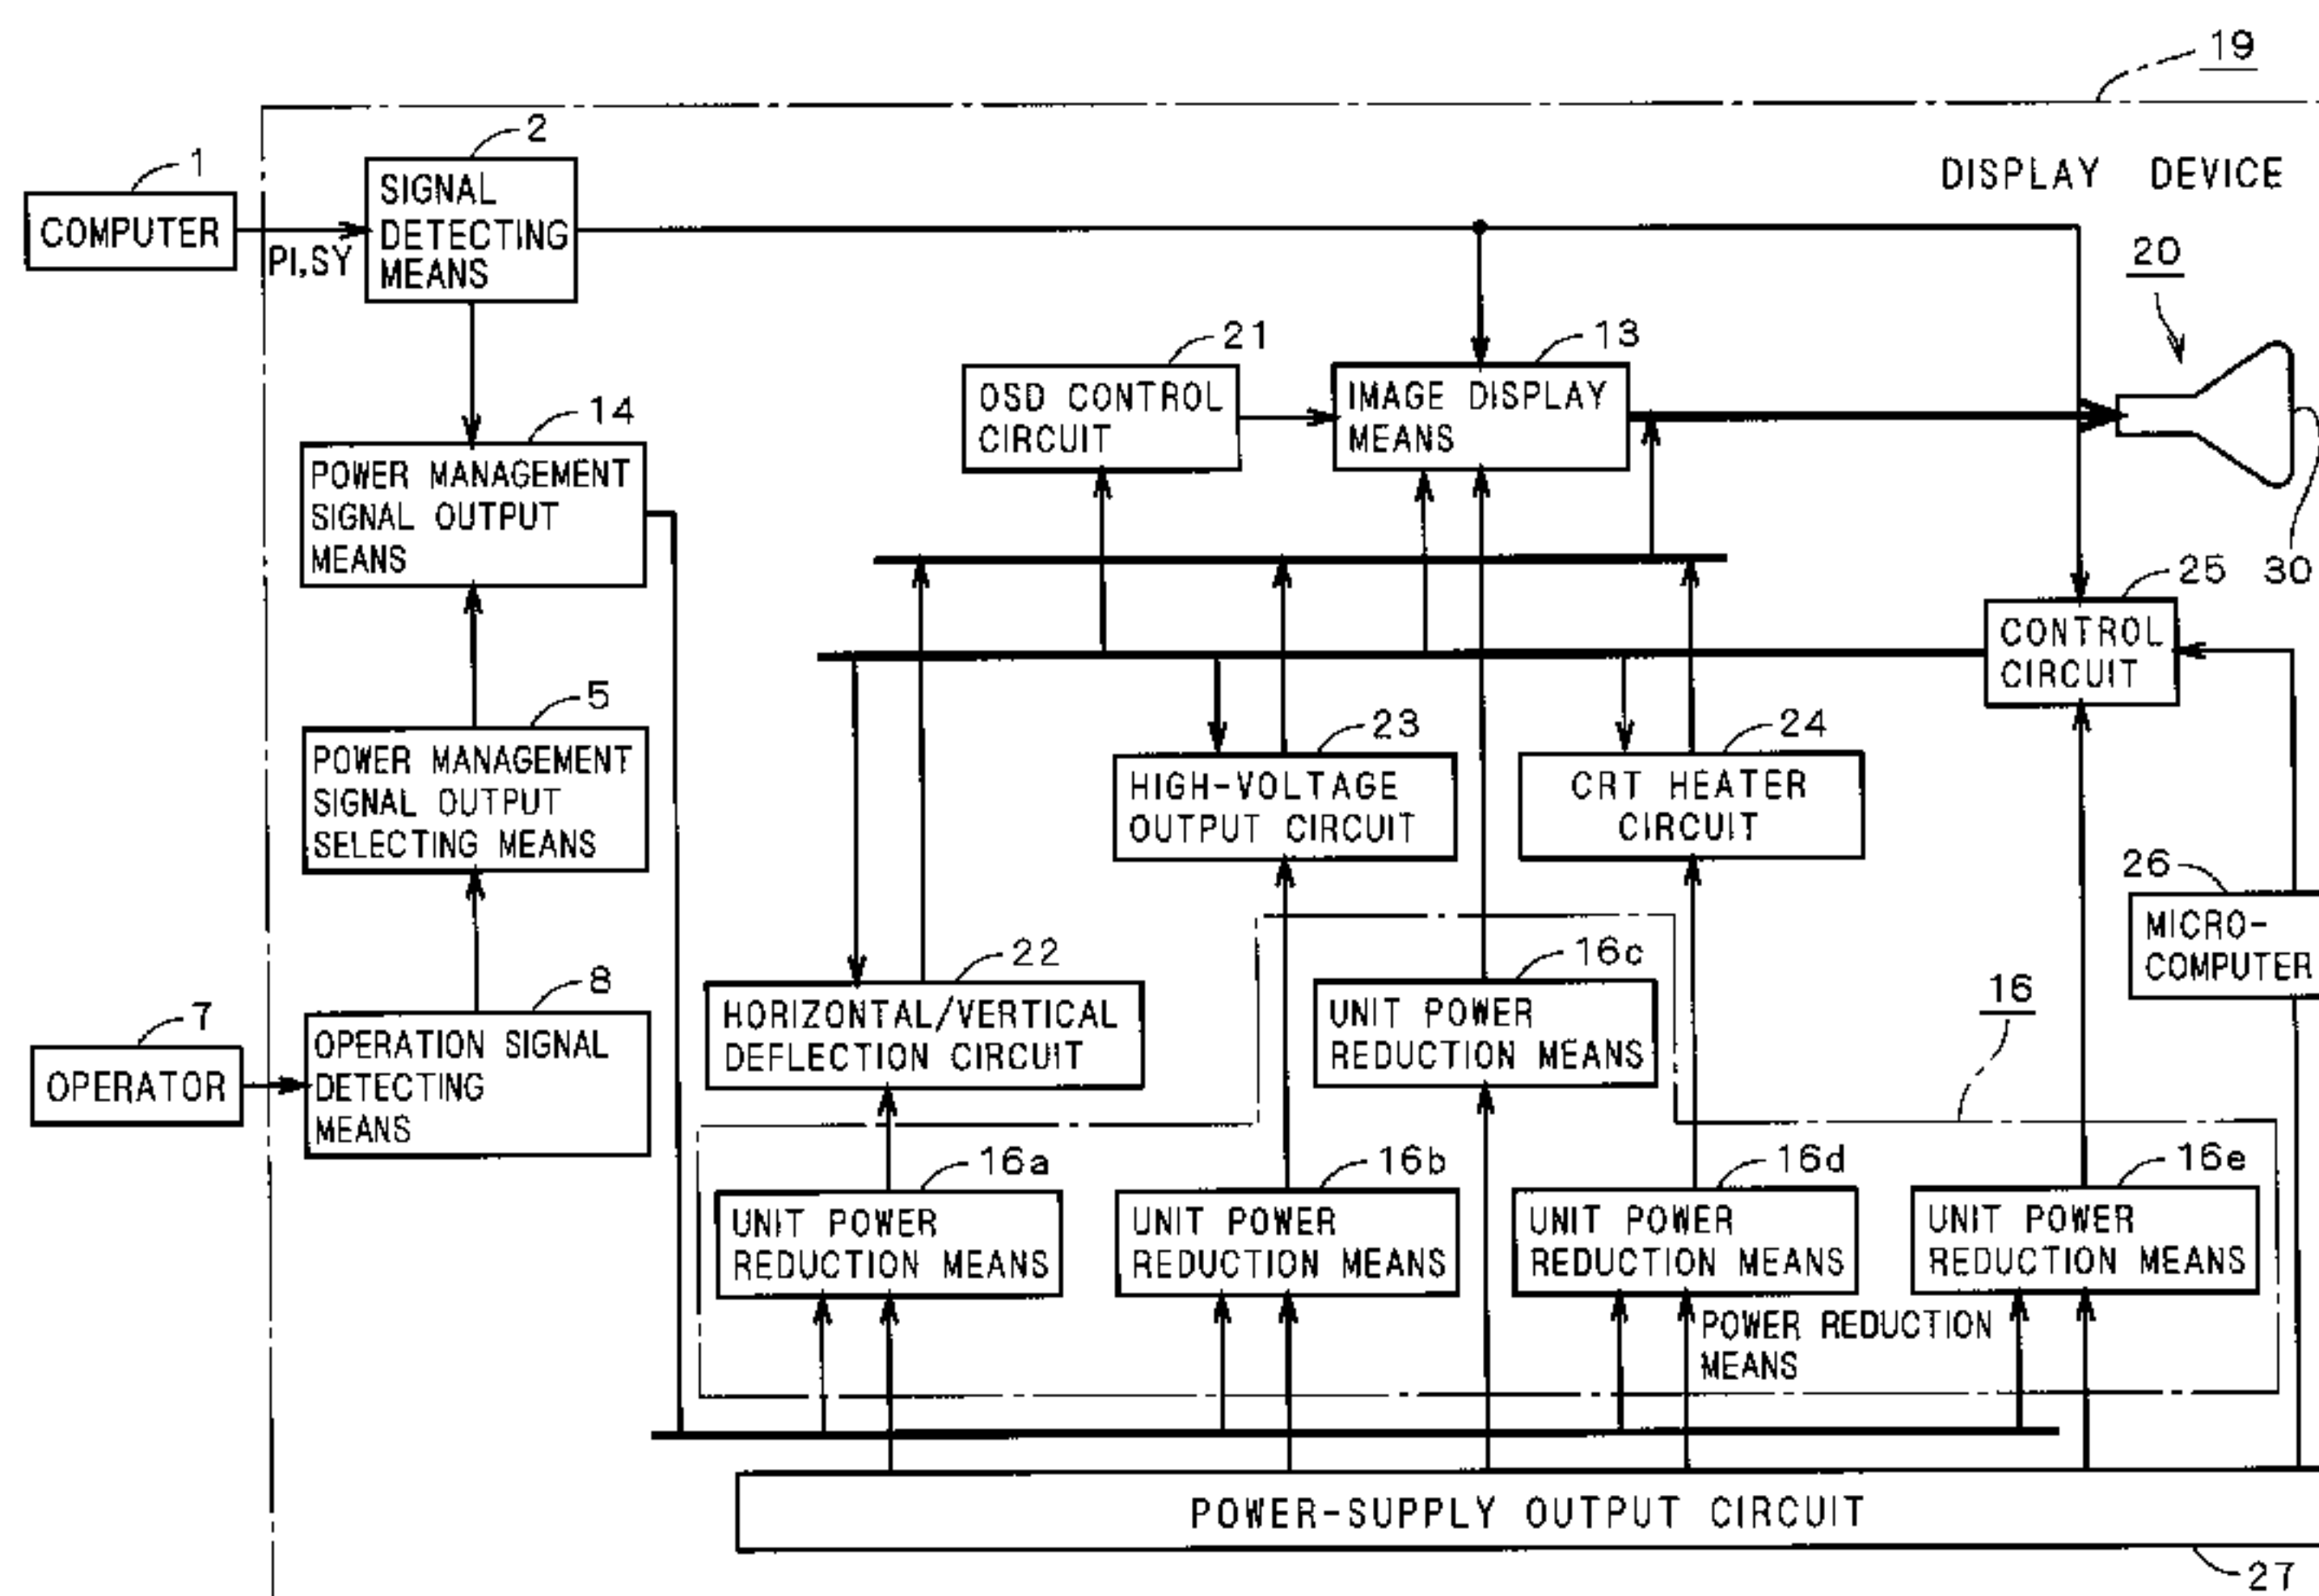 19
2
1
DISPLAY DEVICE
SIGNAL
DETECTING
MEANS
COMPUTER
PI,SY
20
21
13
OSD CONTROL
CIRCUIT
IMAGE DISPLAY
MEANS
14
POWER MANAGEMENT
SIGNAL OUTPUT
MEANS
25
30
CONTROL
CIRCUIT
5
POWER MANAGEMENT
SIGNAL OUTPUT
SELECTING MEANS
23
24
HIGH-VOLTAGE
OUTPUT CIRCUIT
CRT HEATER
CIRCUIT
26
MICRO-
COMPUTER
22
16c
8
7
16
HORIZONTAL/VERTICAL
DEFLECTION CIRCUIT
UNIT POWER
REDUCTION MEANS
OPERATION SIGNAL
DETECTING
MEANS
OPERATOR
16a
16b
16d
16e
UNIT POWER
REDUCTION MEANS
UNIT POWER
REDUCTION MEANS
UNIT POWER
REDUCTION MEANS
UNIT POWER
REDUCTION MEANS
POWER REDUCTION
MEANS
POWER-SUPPLY OUTPUT CIRCUIT
27